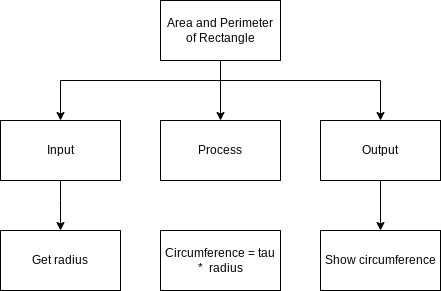 Area and Perimeter
of Rectangle
Input
Process
Output
Get radius
Circumference = tau
* radius
Show circumference